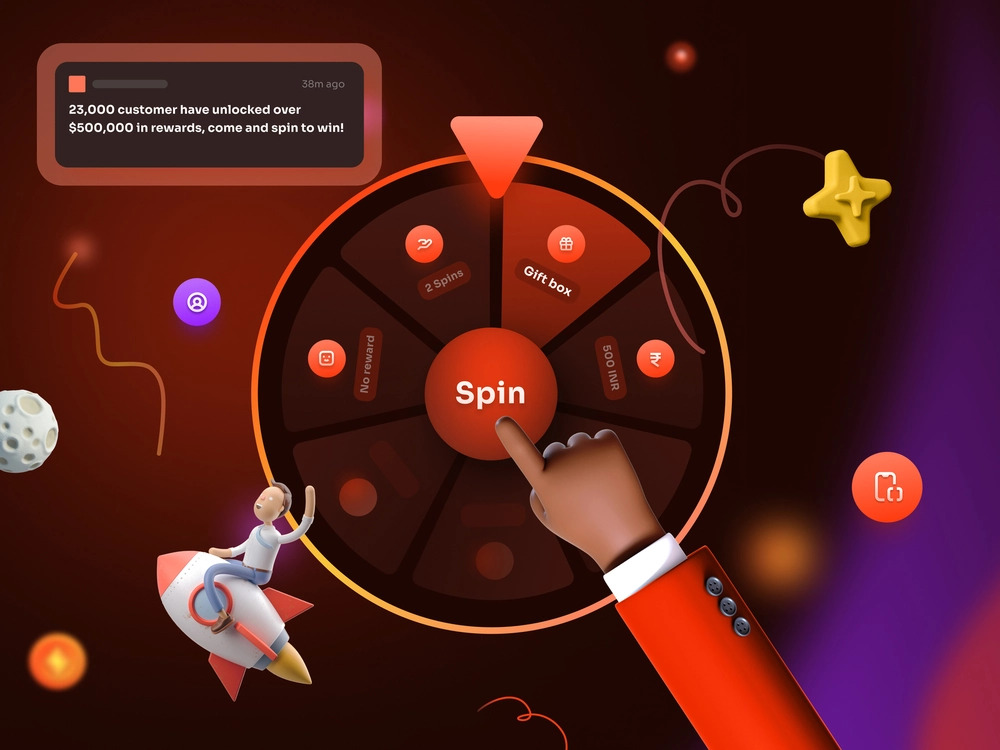 38m ago
23,000 customer have unlocked over
$500,000 in rewards, come and spin to win!
2 Spins
Gift box
No reward
500 INR
Spin